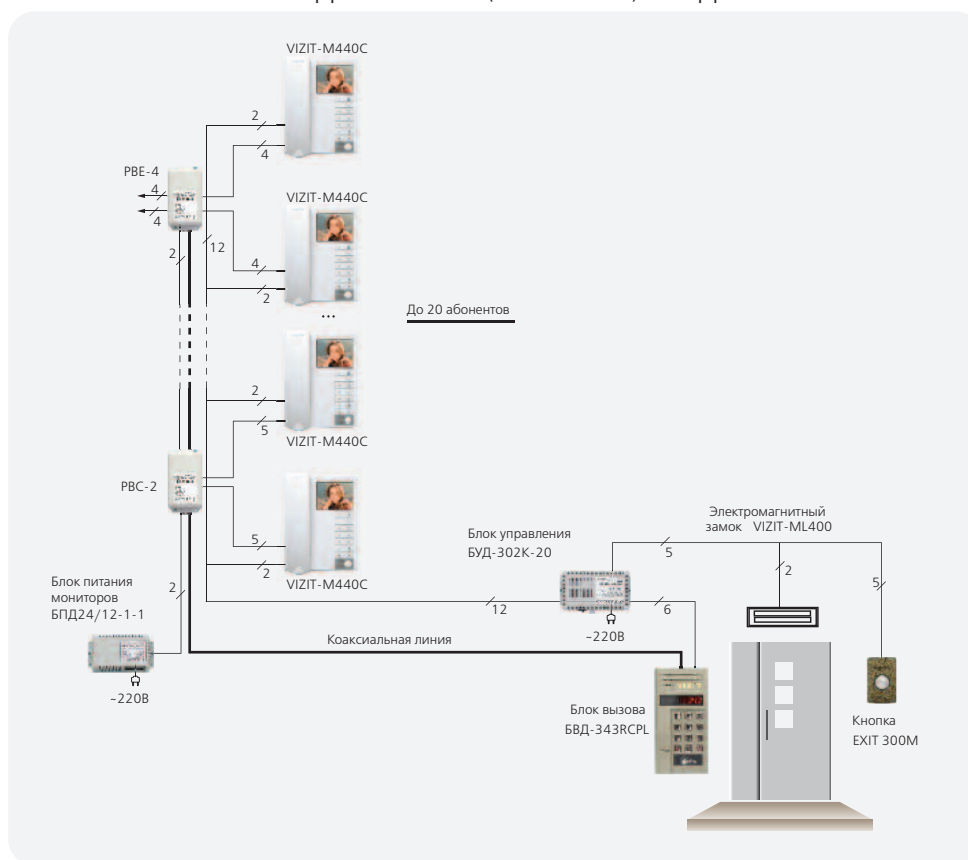 VIZIT-M440C
2
4
РВЕ-4
4
4
2
12
VIZIT-M440C
4
2
...
До 20 абонентов
2
5
VIZIT-M440C
РВС-2
5
2
VIZIT-M440C
Блок питания
мониторов
БПД24/12-1-1
2
~220В
Коаксиальная линия
12
Блок управления
БУД-302К-20
~220В
6
5
Электромагнитный
замок VIZIT-ML400
2
5
Блок вызова
БВД-343RCPL
Кнопка
EXIT 300M